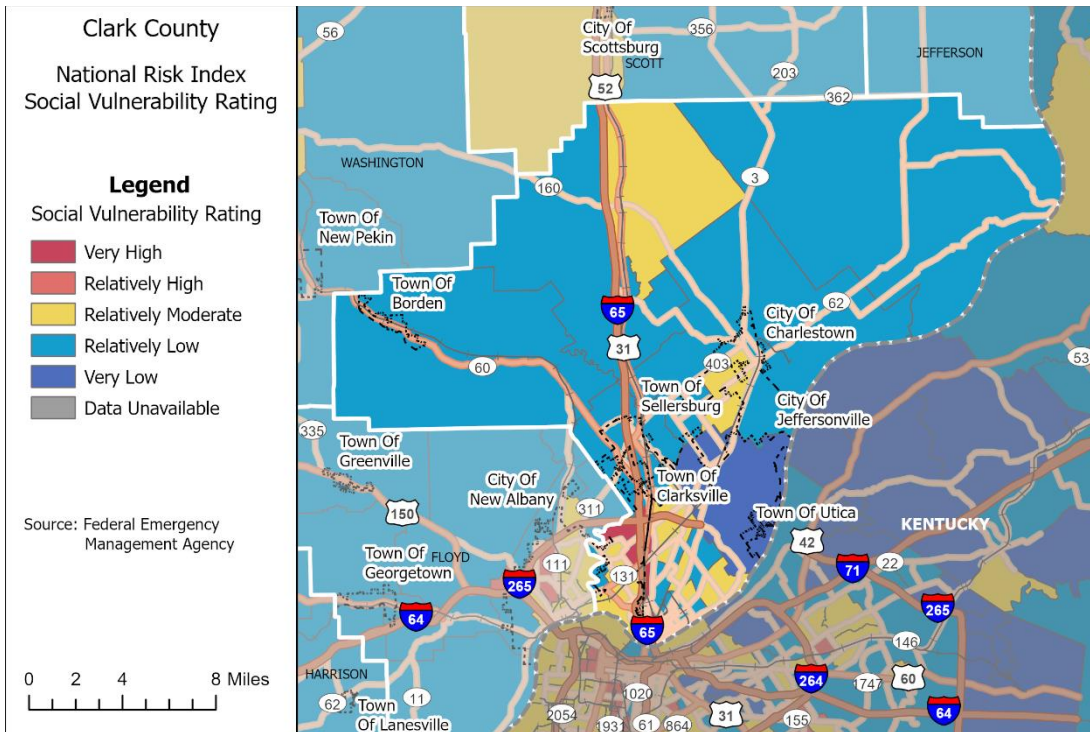 Clark County
National Risk Index
Social Vulnerability Rating
Legend
Social Vulnerability Rating
Very High
Relatively High
Relatively Moderate
Relatively Low
Very Low
Data Unavailable
Source: Federal Emergency
Management Agency
0 2 4 8 Miles
56
City Of
Scottsburg
SCOTT
356
JEFFERSON
203
52
362
WASHINGTON
160
3
Town Of
New Pekin
Town Of
Borden
65
31
62
City Of
Charlestown
403
60
53
Town Of
Sellersburg
City Of
Jeffersonville
335
Town Of
Greenville
City Of
New Albany
Town Of
Clarksville
311
150
Town Of Utica
42
KENTUCKY
Town Of
Georgetown
FLOYD
111
131
71
22
265
265
64
65
146
HARRISON
62
11
Town
Of Lanesville
264
1747
60
1020
2054
1931
61
864
31
155
64